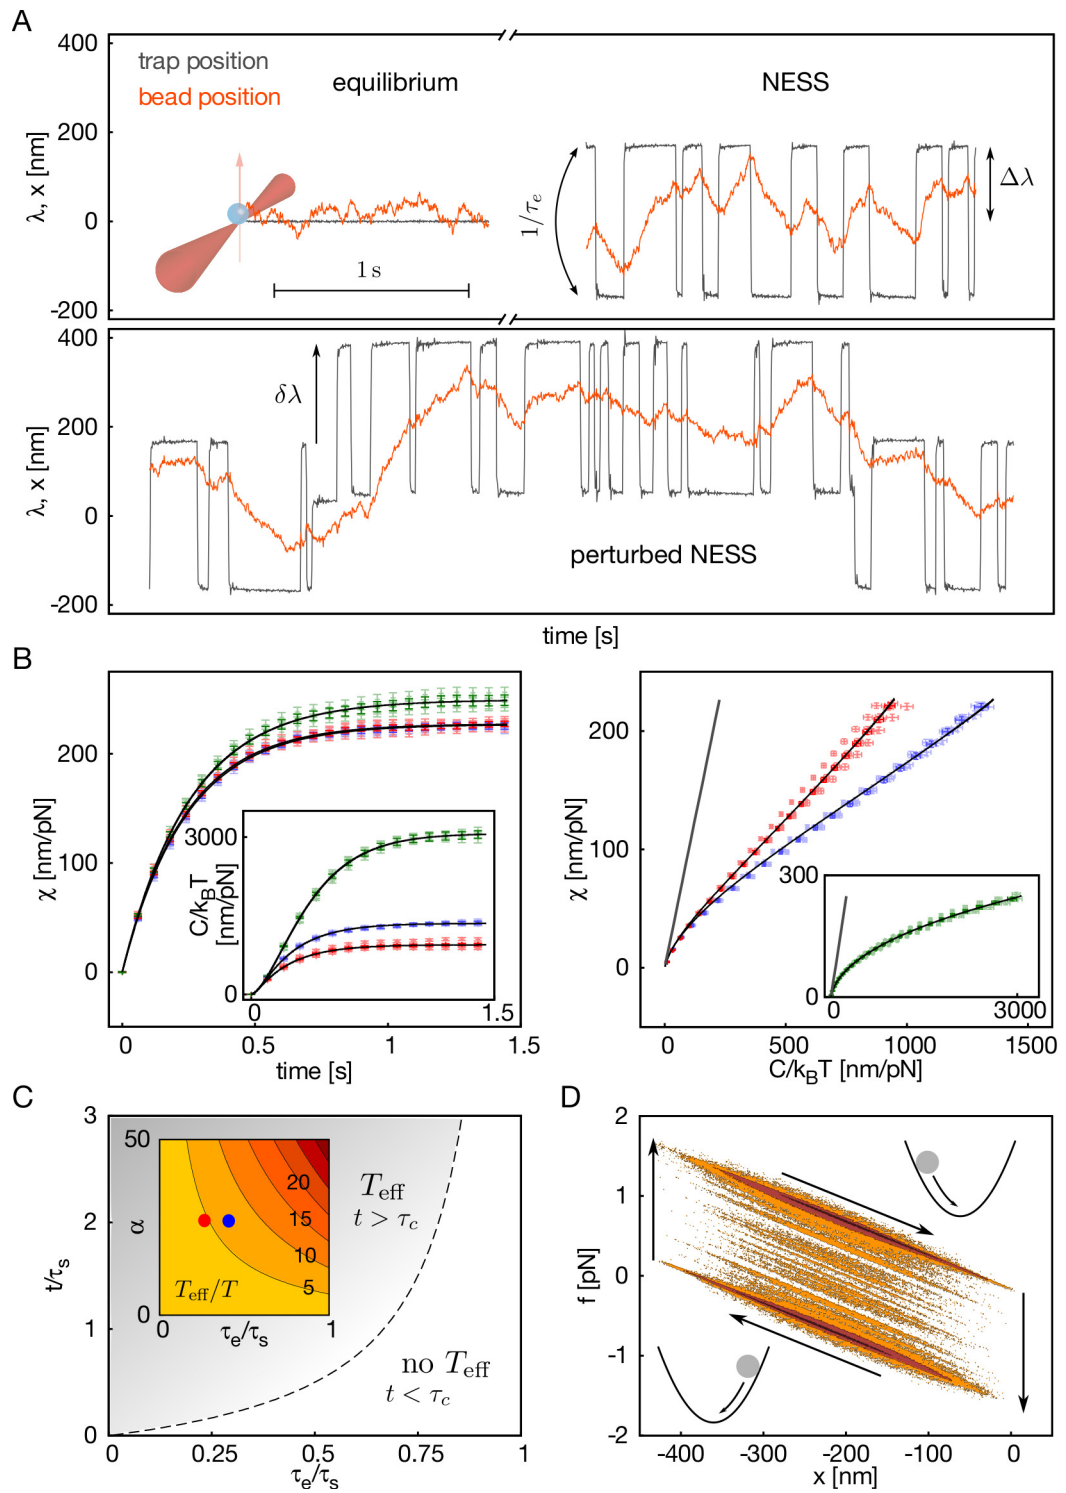 A
400
200
0
-200
λ, x [nm]
trap position
bead position
equilibrium
NESS
1 s
1/τe
Δλ
400
200
0
-200
λ, x [nm]
δλ
perturbed NESS
time [s]
B
200
100
0
χ [nm/pN]
3000
0
C/kBT
[nm/pN]
0
1.5
0
0.5
1
1.5
time [s]
200
100
0
χ [nm/pN]
300
0
0
3000
500
1000
1500
0
C/kBT [nm/pN]
C
3
2
1
0
t/τs
50
α
0
20
15
10
5
Teff/T
0
1
τe/τs
Teff
t > τc
no Teff
t < τc
0
0.25
0.5
0.75
1
τe/τs
D
2
1
0
-1
-2
f [pN]
-400
-300
-200
-100
0
x [nm]